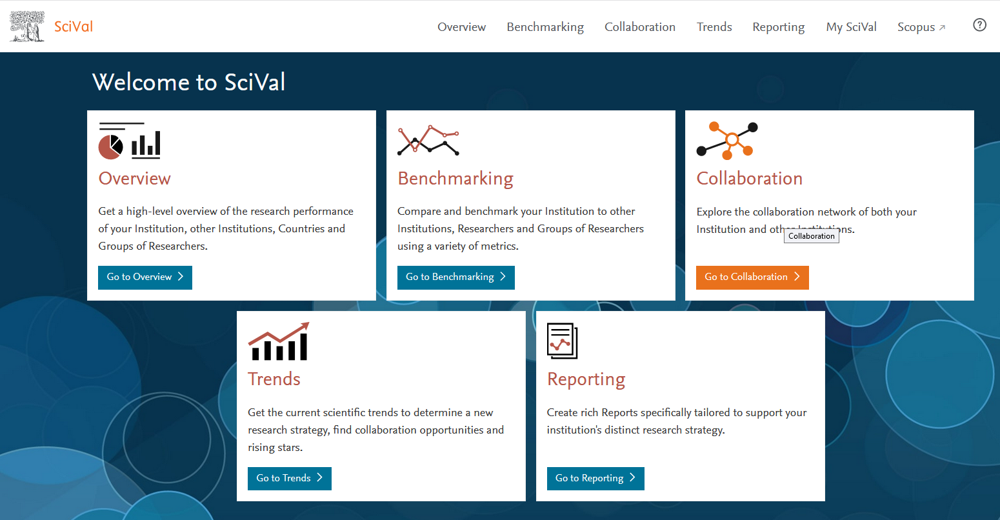 SciVal
Overview Benchmarking Collaboration Trends Reporting My SciVal Scopus ↗ ?
Welcome to SciVal
Overview
Get a high-level overview of the research performance
of your Institution, other Institutions, Countries and
Groups of Researchers.
Go to Overview
Benchmarking
Compare and benchmark your Institution to other
Institutions, Researchers and Groups of Researchers
using a variety of metrics.
Go to Benchmarking
Collaboration
Explore the collaboration network of both your
Institution and other Institutions.
Collaboration
Go to Collaboration
Trends
Get the current scientific trends to determine a new
research strategy, find collaboration opportunities and
rising stars.
Go to Trends
Reporting
Create rich Reports specifically tailored to support your
institution's distinct research strategy.
Go to Reporting